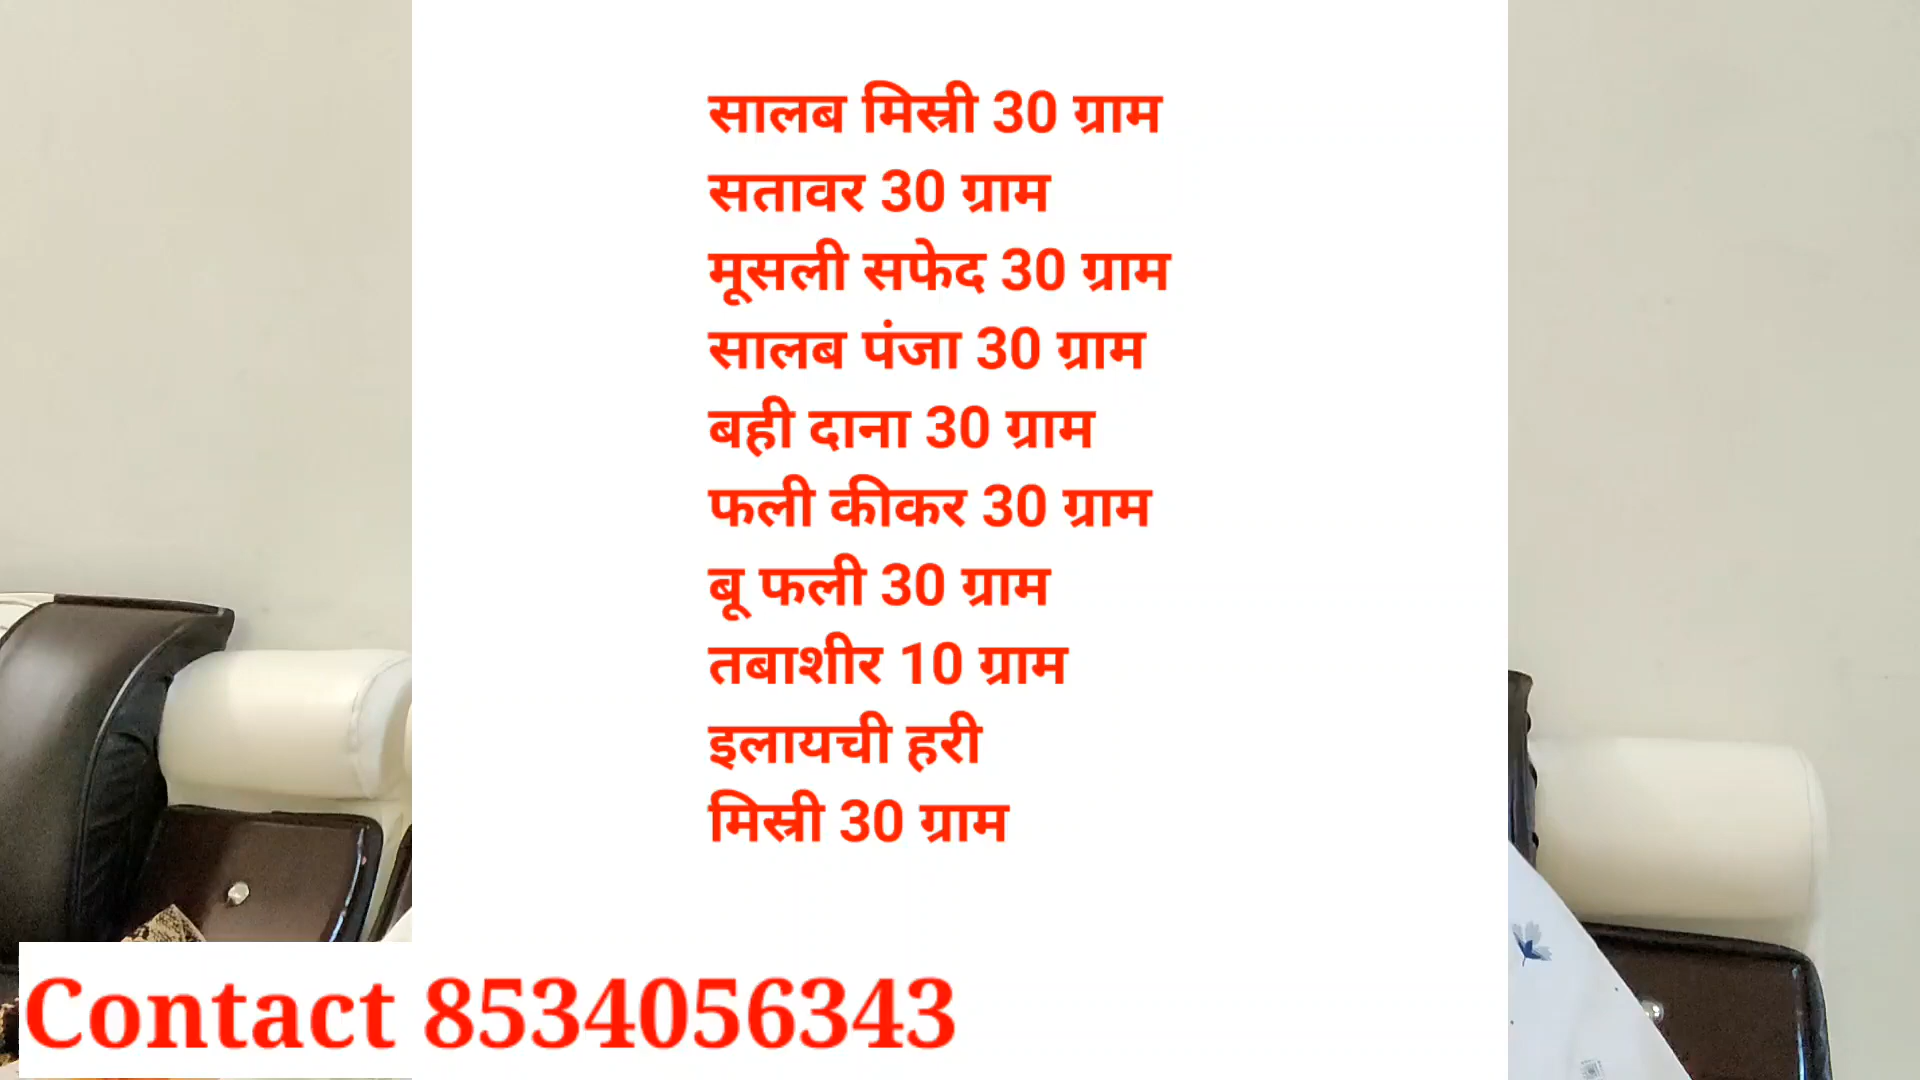 सालब मिस्री 30 ग्राम
सतावर 30 ग्राम
मूसली सफेद 30 ग्राम
सालब पंजा 30 ग्राम
बही दाना 30 ग्राम
फली कीकर 30 ग्राम
बू फली 30 ग्राम
तबाशीर 10 ग्राम
इलायची हरी
मिस्री 30 ग्राम
Contact 8534056343